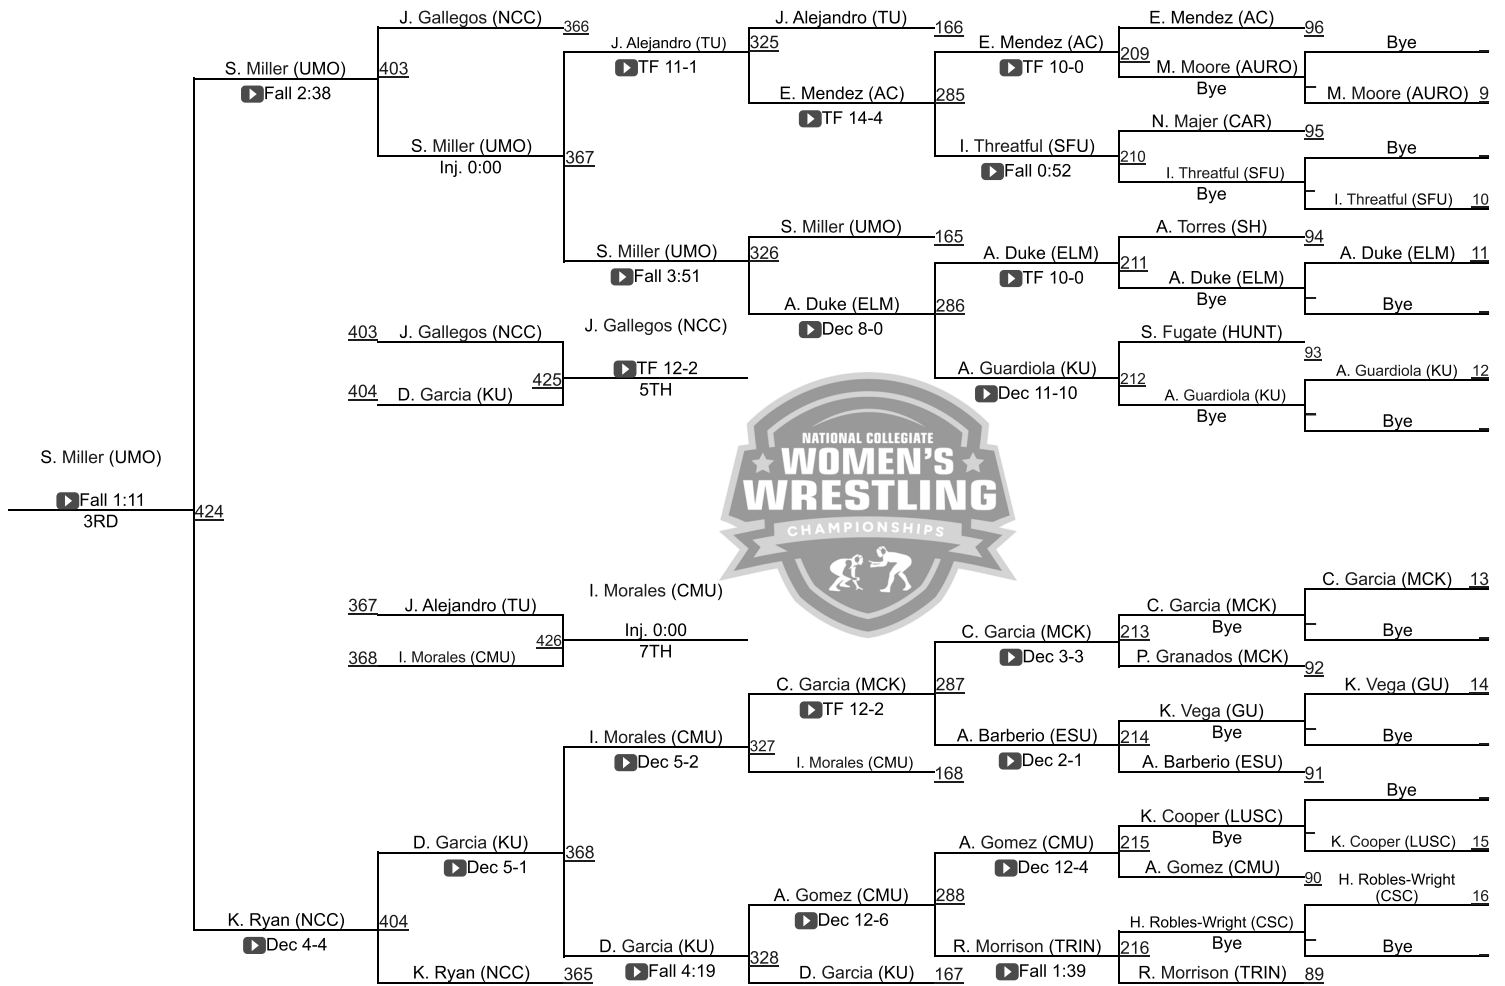 J. Gallegos (NCC)
366
J. Alejandro (TU)
166
E. Mendez (AC)
96
J. Alejandro (TU)
325
E. Mendez (AC)
209
Bye
S. Miller (UMO)
403
TF 11-1
TF 10-0
M. Moore (AURO)
Fall 2:38
E. Mendez (AC)
285
Bye
M. Moore (AURO)
9
TF 14-4
N. Majer (CAR)
95
S. Miller (UMO)
367
I. Threatful (SFU)
210
Bye
Inj. 0:00
Fall 0:52
I. Threatful (SFU)
Bye
I. Threatful (SFU)
10
S. Miller (UMO)
165
A. Torres (SH)
94
S. Miller (UMO)
326
A. Duke (ELM)
211
A. Duke (ELM)
11
Fall 3:51
TF 10-0
A. Duke (ELM)
Bye
A. Duke (ELM)
286
Bye
403
J. Gallegos (NCC)
J. Gallegos (NCC)
Dec 8-0
S. Fugate (HUNT)
93
TF 12-2
A. Guardiola (KU)
212
A. Guardiola (KU)
12
425
5TH
404
D. Garcia (KU)
Dec 11-10
A. Guardiola (KU)
Bye
Bye
NATIONAL COLLEGIATE
WOMEN'S
WRESTLING
CHAMPIONSHIPS
S. Miller (UMO)
Fall 1:11
3RD
424
367
J. Alejandro (TU)
I. Morales (CMU)
C. Garcia (MCK)
13
C. Garcia (MCK)
Bye
426
Inj. 0:00
C. Garcia (MCK)
213
Bye
7TH
368
I. Morales (CMU)
Dec 3-3
P. Granados (MCK)
92
C. Garcia (MCK)
287
K. Vega (GU)
14
TF 12-2
K. Vega (GU)
Bye
I. Morales (CMU)
327
A. Barberio (ESU)
214
Bye
Dec 5-2
I. Morales (CMU)
168
Dec 2-1
A. Barberio (ESU)
91
Bye
K. Cooper (LUSC)
Bye
D. Garcia (KU)
368
A. Gomez (CMU)
215
K. Cooper (LUSC)
15
Dec 5-1
Dec 12-4
A. Gomez (CMU)
90
H. Robles-Wright
(CSC)
16
A. Gomez (CMU)
288
K. Ryan (NCC)
404
Dec 12-6
H. Robles-Wright (CSC)
Bye
Dec 4-4
D. Garcia (KU)
328
R. Morrison (TRIN)
216
Bye
K. Ryan (NCC)
365
Fall 4:19
D. Garcia (KU)
167
Fall 1:39
R. Morrison (TRIN)
89